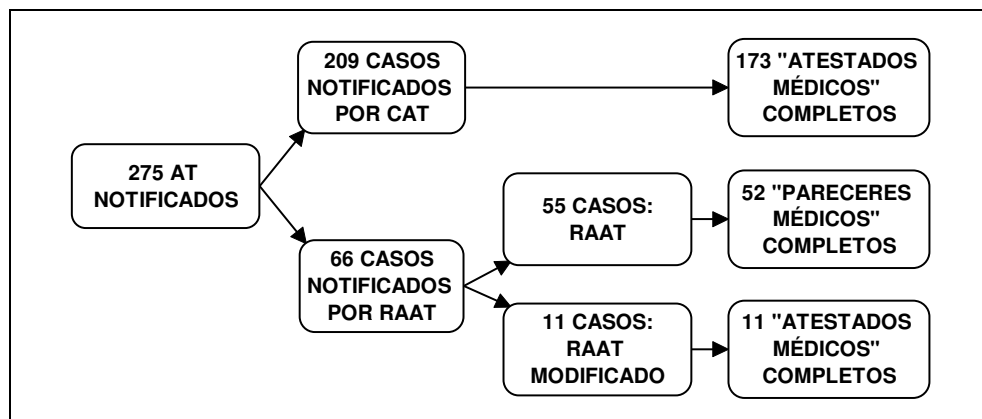 209 CASOS
NOTIFICADOS
POR CAT
173 "ATESTADOS
MÉDICOS"
COMPLETOS
275 AT
NOTIFICADOS
55 CASOS:
RAAT
52 "PARECERES
MÉDICOS"
COMPLETOS
66 CASOS
NOTIFICADOS
POR RAAT
11 CASOS:
RAAT
MODIFICADO
11 "ATESTADOS
MÉDICOS"
COMPLETOS